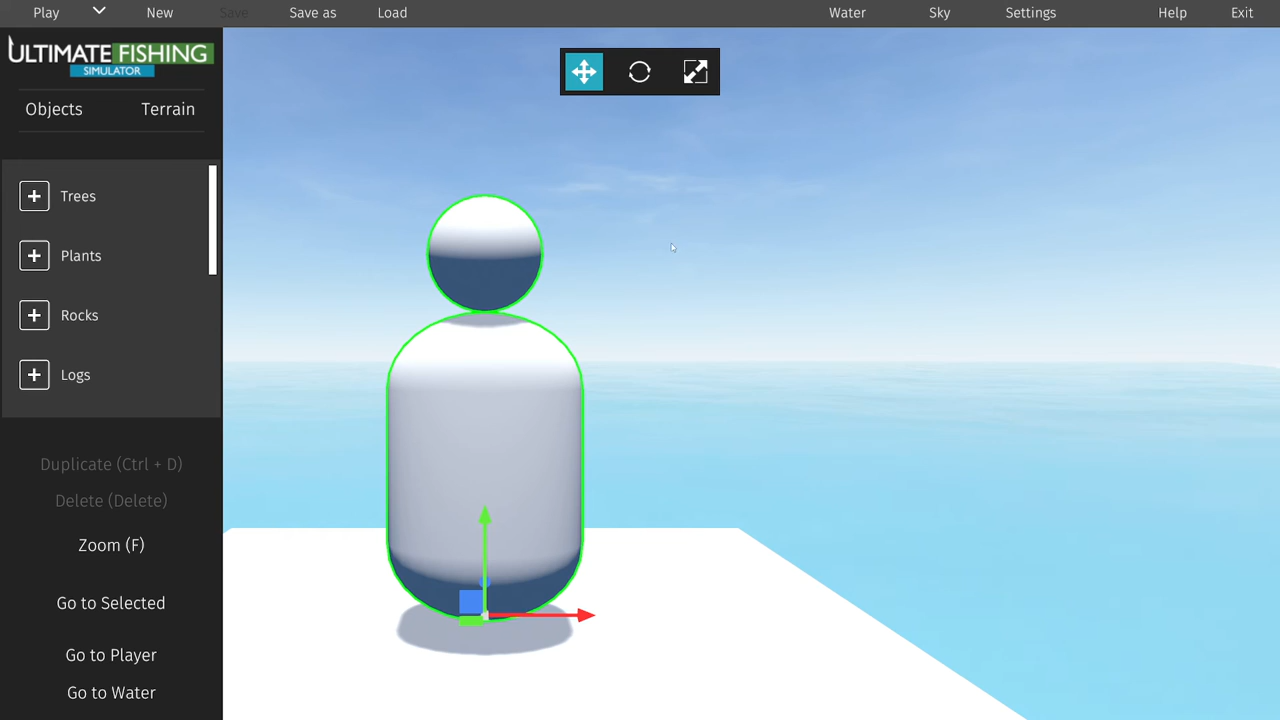 Play New Save Save as Load Water Sky Settings Help Exit
ULTIMATE FISHING
SIMULATOR
Objects Terrain
Trees
Plants
Rocks
Logs
Duplicate (Ctrl + D)
Delete (Delete)
Zoom (F)
Go to Selected
Go to Player
Go to Water